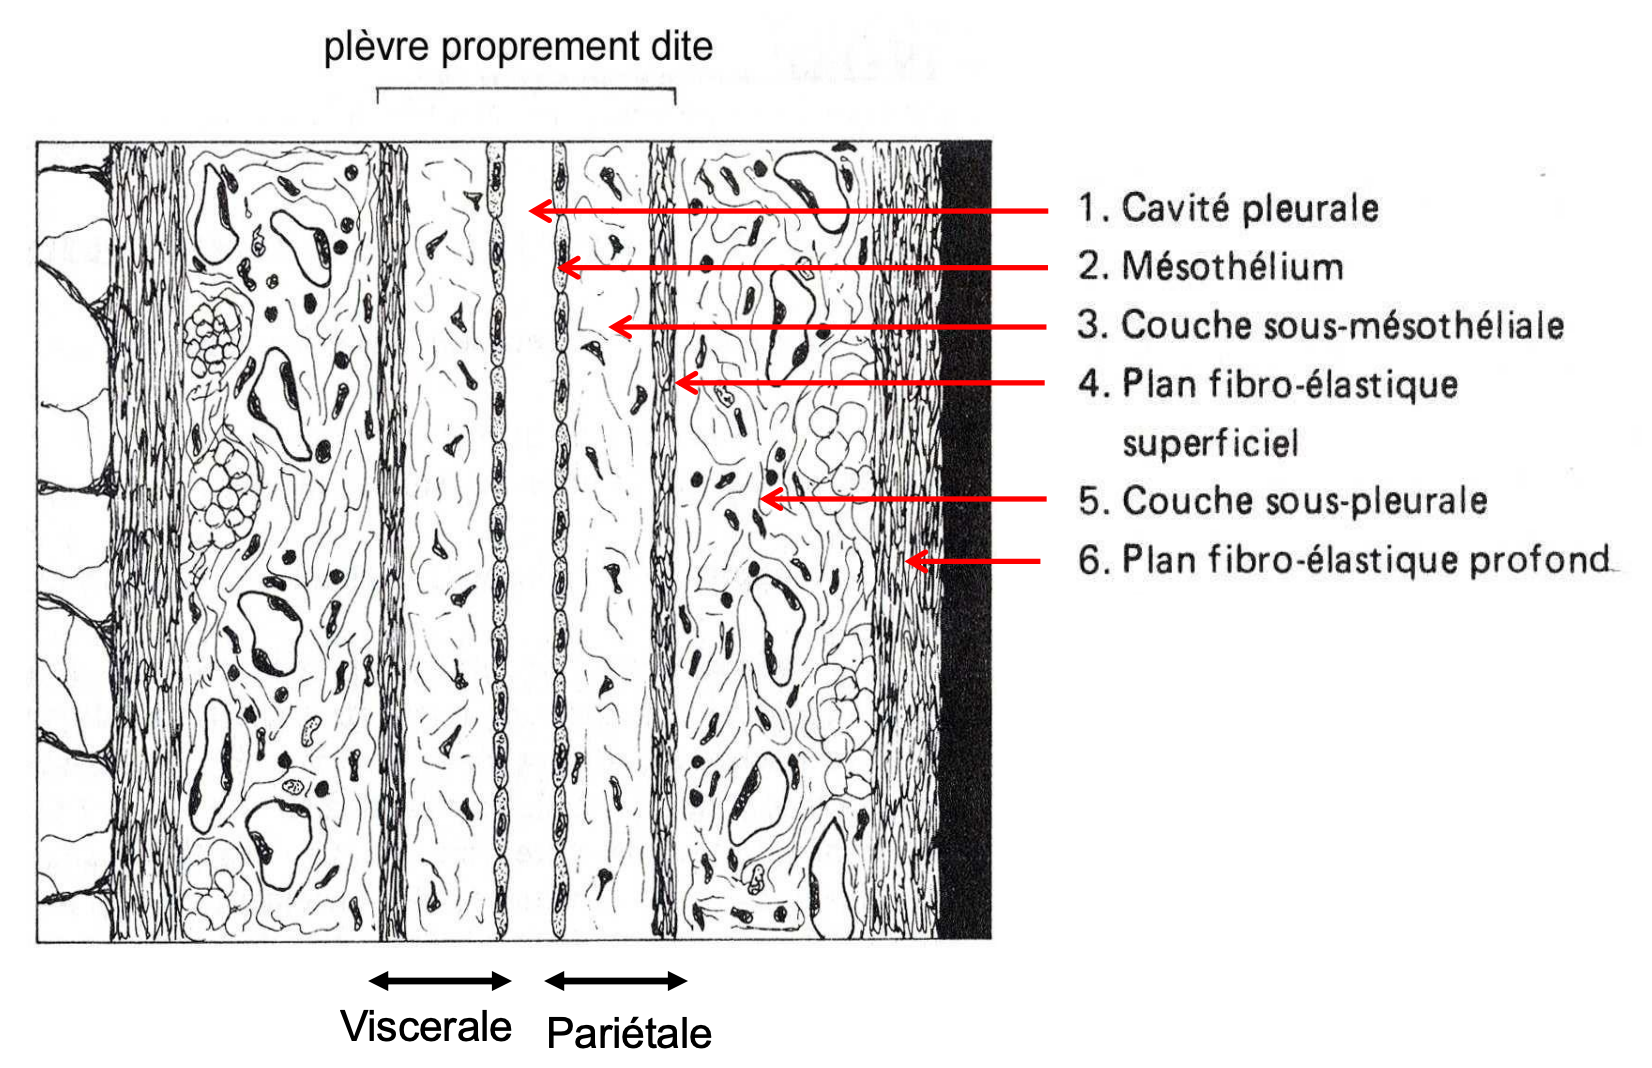 plèvre proprement dite
1. Cavité pleurale
2. Mésothélium
3. Couche sous-mésothéliale
4. Plan fibro-élastique
superficiel
5. Couche sous-pleurale
6. Plan fibro-élastique profond
Viscerale Pariétale